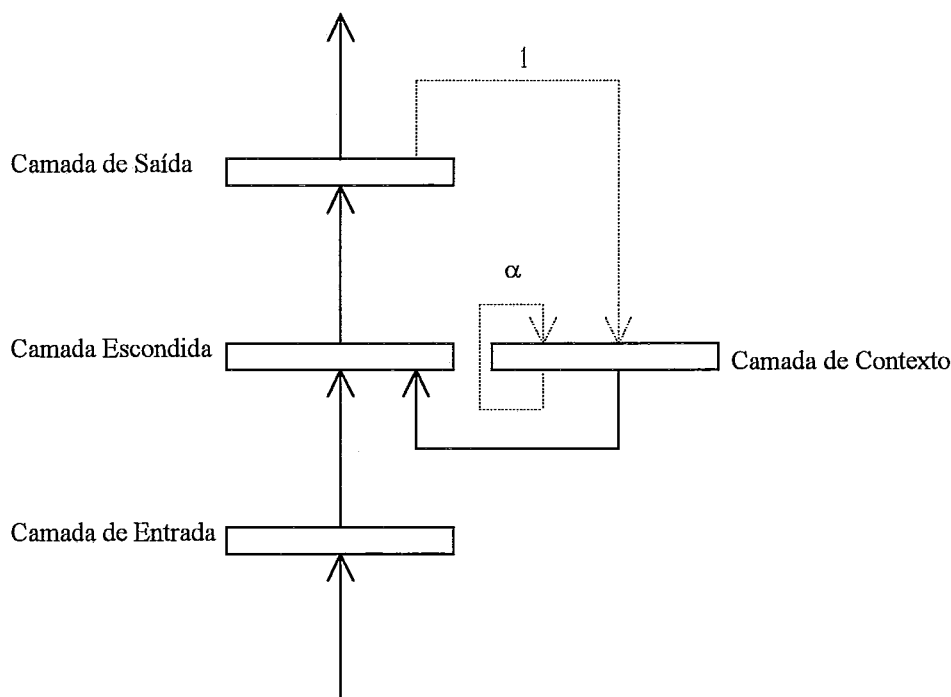 1
Camada de Saída
α
Camada Escondida
Camada de Contexto
Camada de Entrada